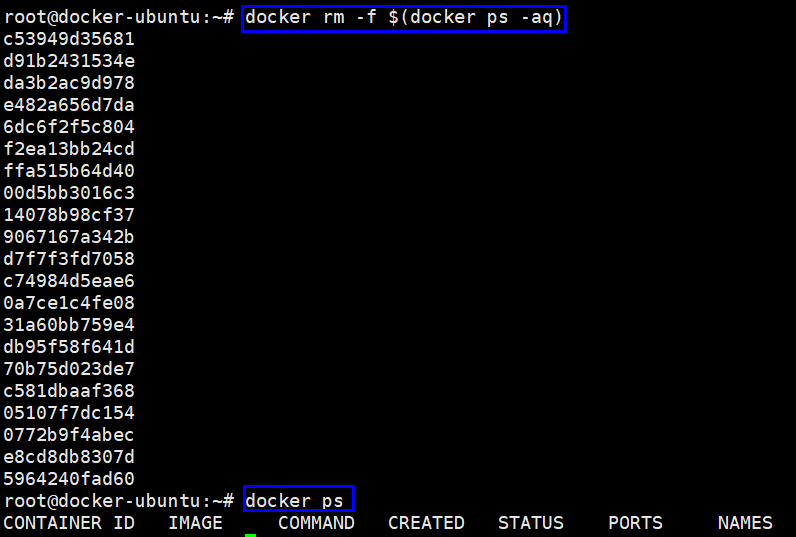 root@docker-ubuntu:~# docker rm -f $(docker ps -aq)
c53949d35681
d91b2431534e
da3b2ac9d978
e482a656d7da
6dc6f2f5c804
f2ea13bb24cd
ffa515b64d40
00d5bb3016c3
14078b98cf37
9067167a342b
d7f7f3fd7058
c74984d5eae6
0a7ce1c4fe08
31a60bb759e4
db95f58f641d
70b75d023de7
c581dbaaf368
05107f7dc154
0772b9f4abec
e8cd8db8307d
5964240fad60
root@docker-ubuntu:~# docker ps
CONTAINER ID   IMAGE     COMMAND   CREATED   STATUS    PORTS     NAMES